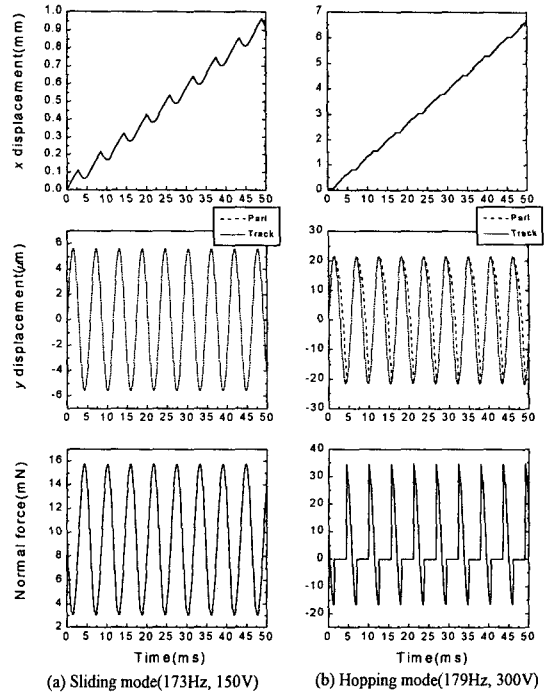 x displacement(mm)
1.0
0.9
0.8
0.7
0.6
0.5
0.4
0.3
0.2
0.1
0.0
0 5 10 15 20 25 30 35 40 45 50
7
6
5
4
3
2
1
0
0 5 10 15 20 25 30 35 40 45 50
Part
Track
Part
Track
y displacement(μm)
6
4
2
0
-2
-4
-6
0 5 10 15 20 25 30 35 40 45 50
30
20
10
0
-10
-20
-30
0 5 10 15 20 25 30 35 40 45 50
Normal force(mN)
16
14
12
10
8
6
4
2
0 5 10 15 20 25 30 35 40 45 50
Time(ms)
40
30
20
10
0
-10
-20
0 5 10 15 20 25 30 35 40 45 50
Time(ms)
(a) Sliding mode(173Hz, 150V)
(b) Hopping mode(179Hz, 300V)